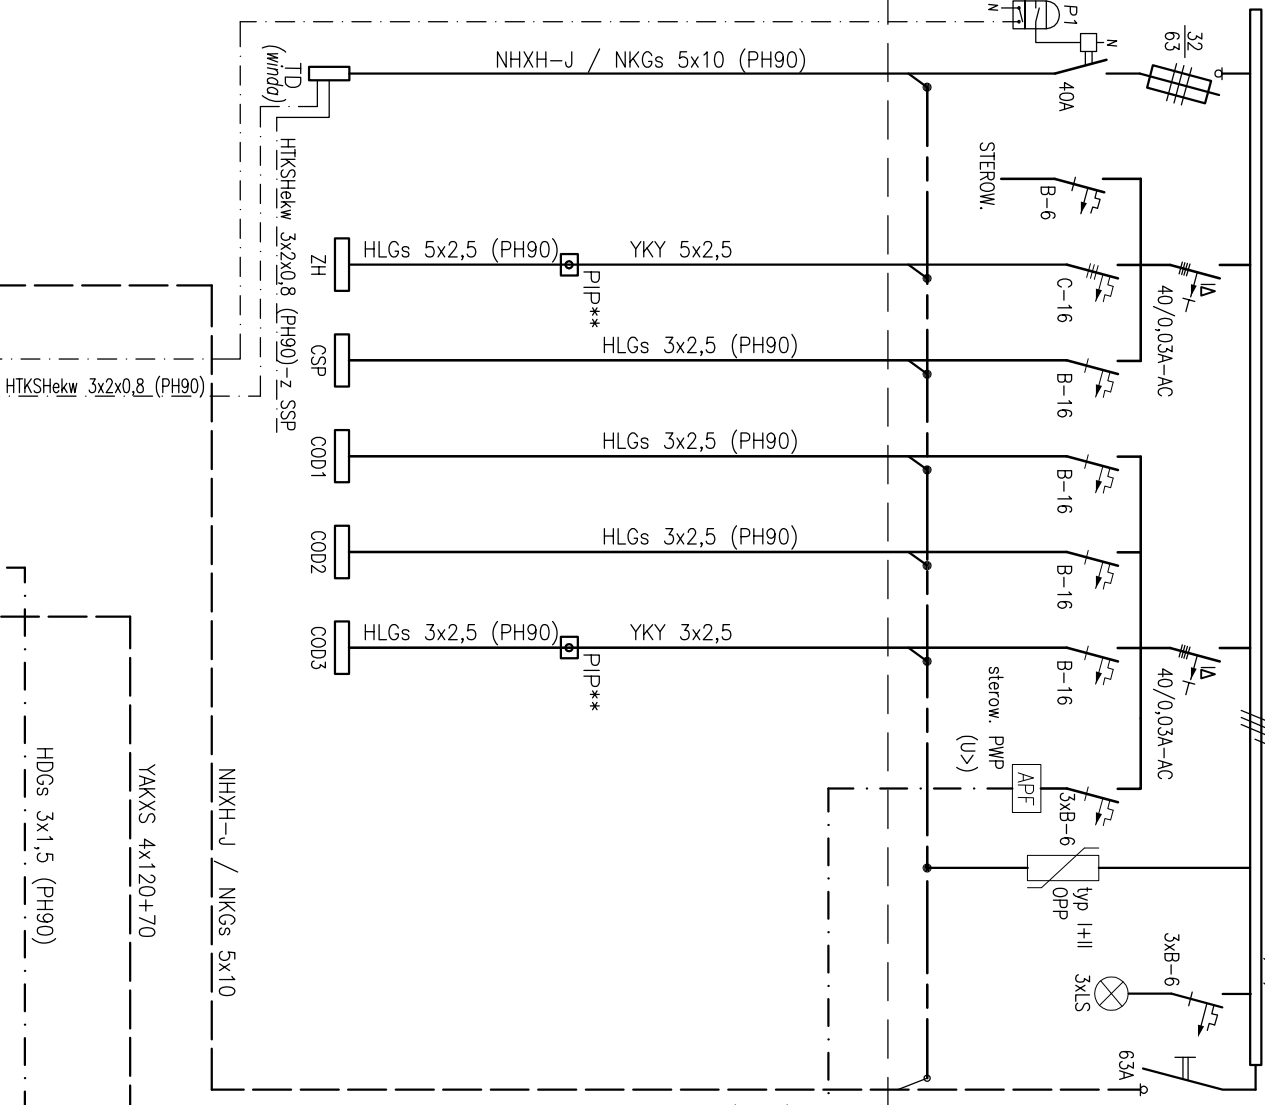 N
P1
N
32
63
NHXH-J / NKGs 5x10 (PH90)
40A
TD
(winda)
STEROW.
B-6
HTKSHekw 3x2x0,8 (PH90)-z SSP
ZH
HLGs 5x2,5 (PH90)
PIP**
YKY 5x2,5
C-16
IΔ
40/0,03A-AC
CSP
HLGs 3x2,5 (PH90)
B-16
HTKSHekw 3x2x0,8 (PH90)
COD1
HLGs 3x2,5 (PH90)
B-16
COD2
HLGs 3x2,5 (PH90)
B-16
COD3
HLGs 3x2,5 (PH90)
PIP**
YKY 3x2,5
B-16
IΔ
40/0,03A-AC
sterow. PWP
(U>)
APF
3xB-6
typ I+II
OPP
3xB-6
3xLS
63A
HDGs 3x1,5 (PH90)
YAKXS 4x120+70
NHXH-J / NKGs 5x10